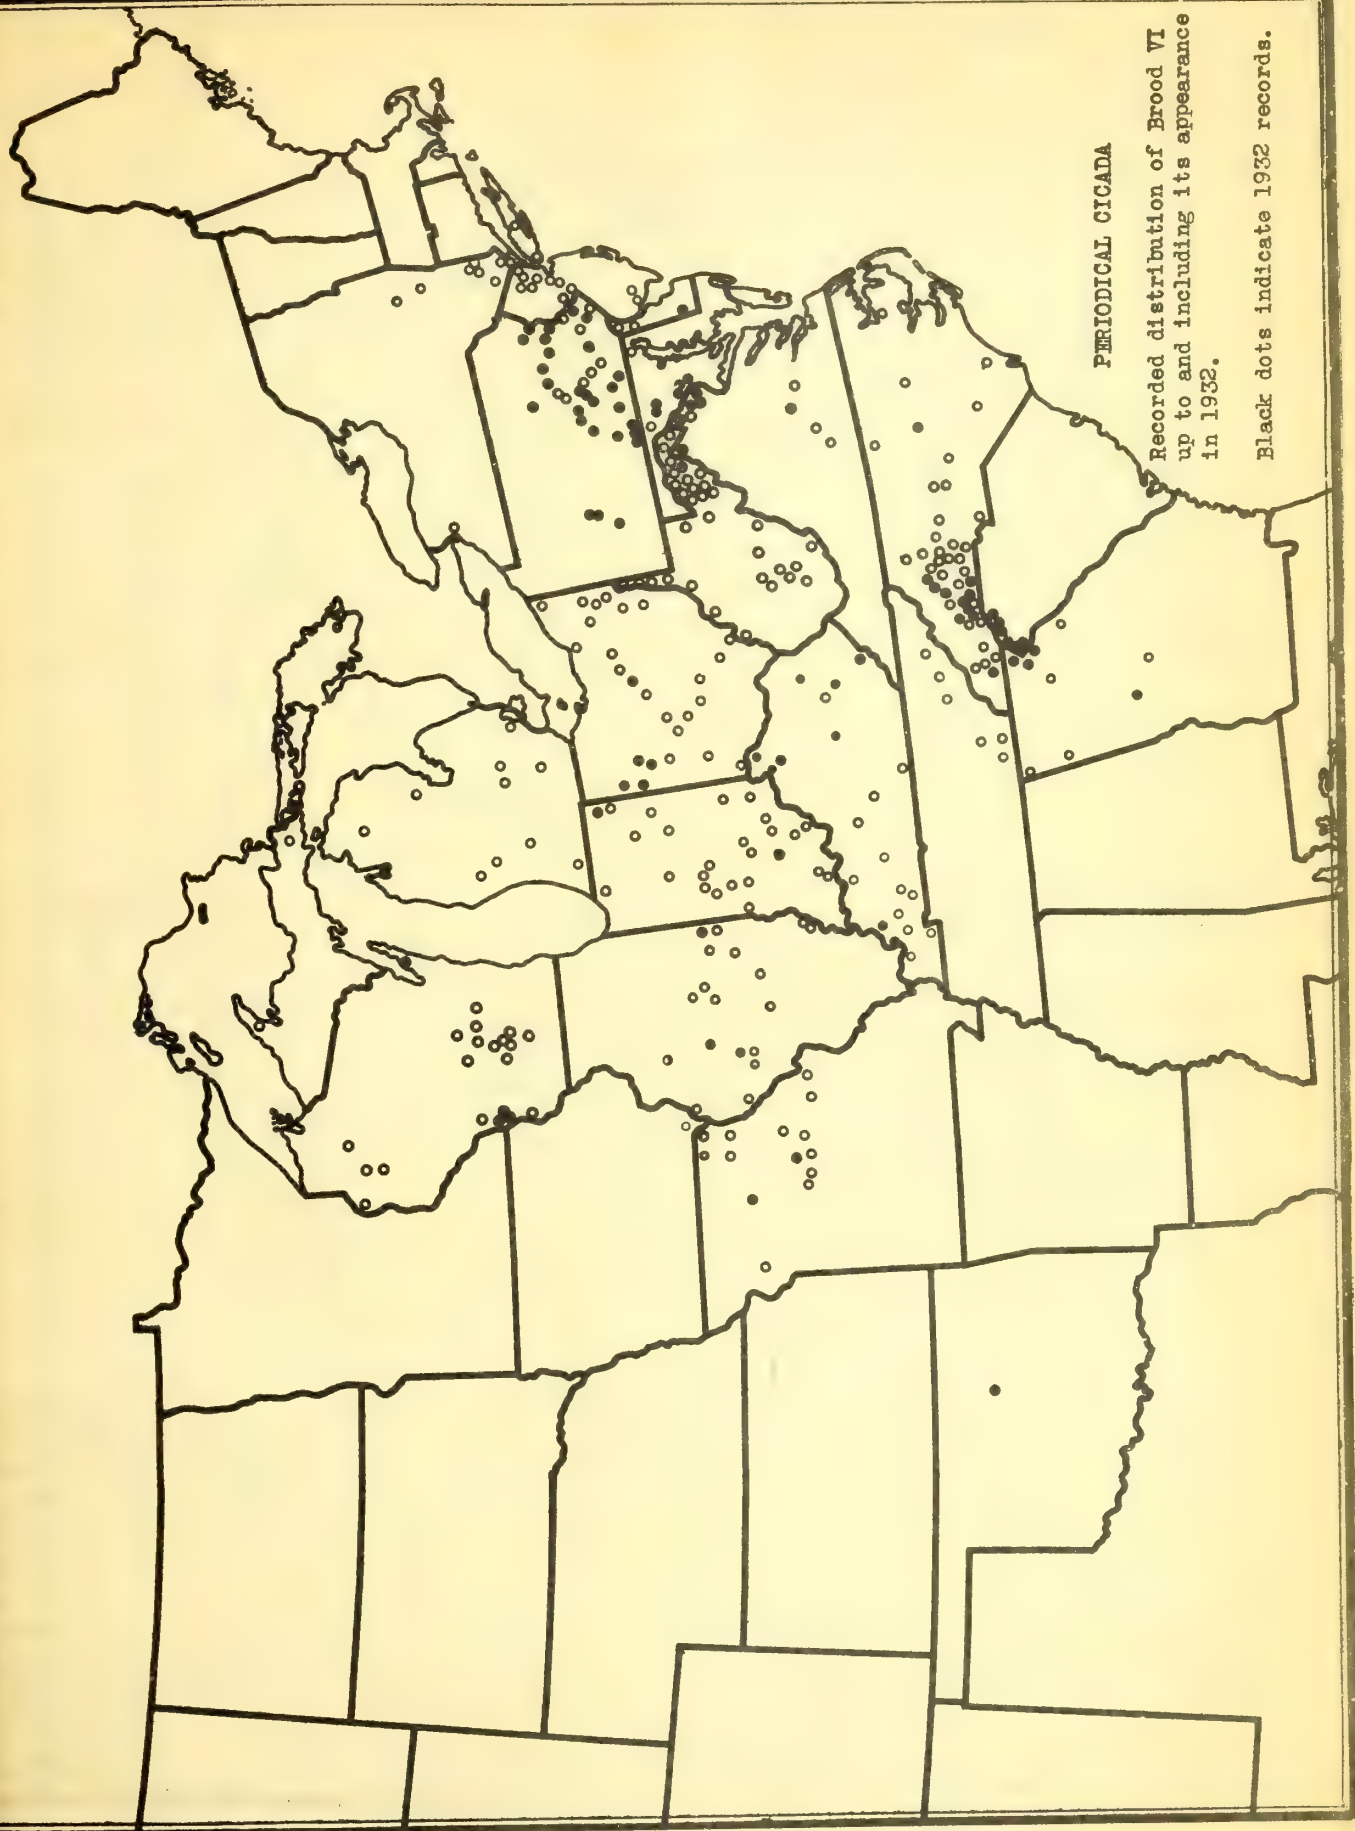 PERIODICAL CICADA
Recorded distribution of Brood VI
up to and including its appearance
in 1932.
Black dots indicate 1932 records.